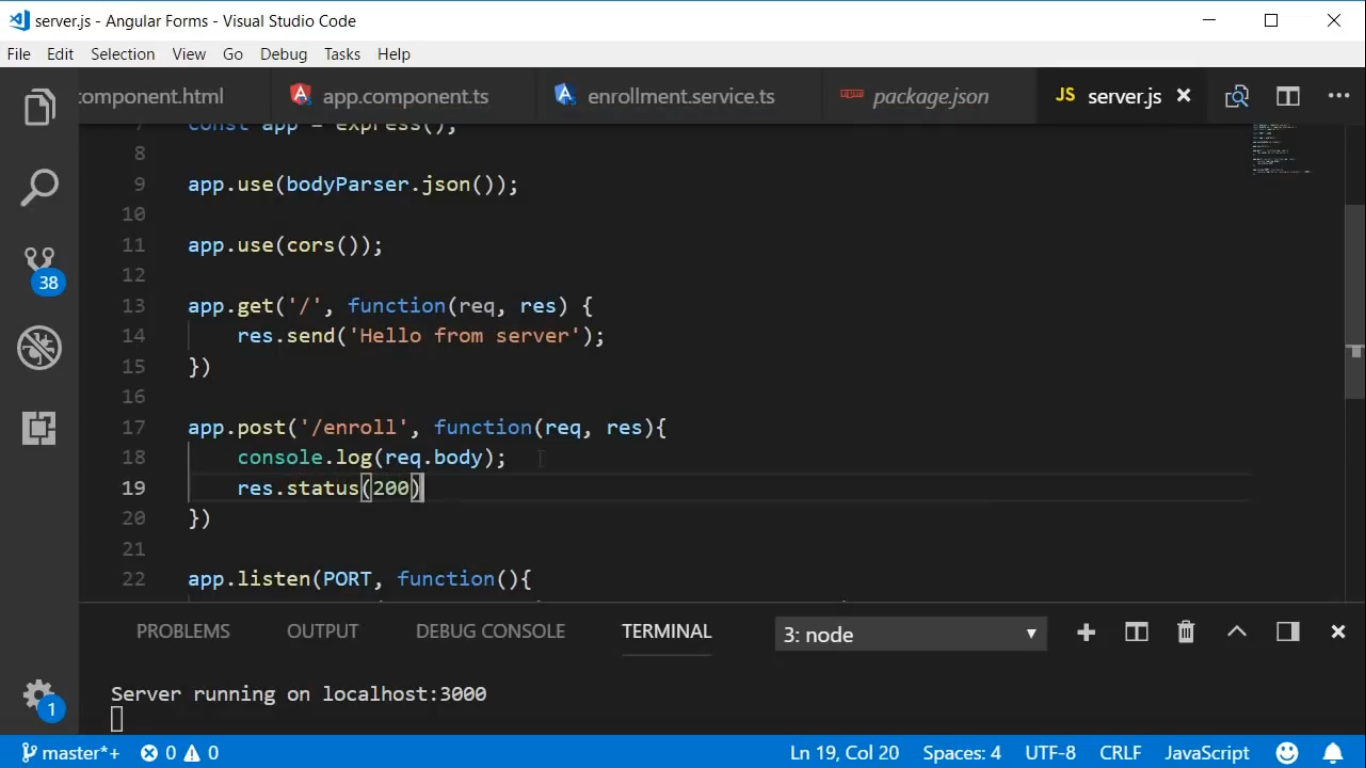 server.js - Angular Forms - Visual Studio Code
File Edit Selection View Go Debug Tasks Help
component.html app.component.ts enrollment.service.ts package.json JS server.js
7 const app = express();
8
9 app.use(bodyParser.json());
10
11 app.use(cors());
12
13 app.get('/', function(req, res) {
14 res.send('Hello from server');
15 })
16
17 app.post('/enroll', function(req, res){
18 console.log(req.body);
19 res.status(200)
20 })
21
22 app.listen(PORT, function(){
38
1
PROBLEMS OUTPUT DEBUG CONSOLE TERMINAL 3: node
Server running on localhost:3000
master*+ 0 0 Ln 19, Col 20 Spaces: 4 UTF-8 CRLF JavaScript